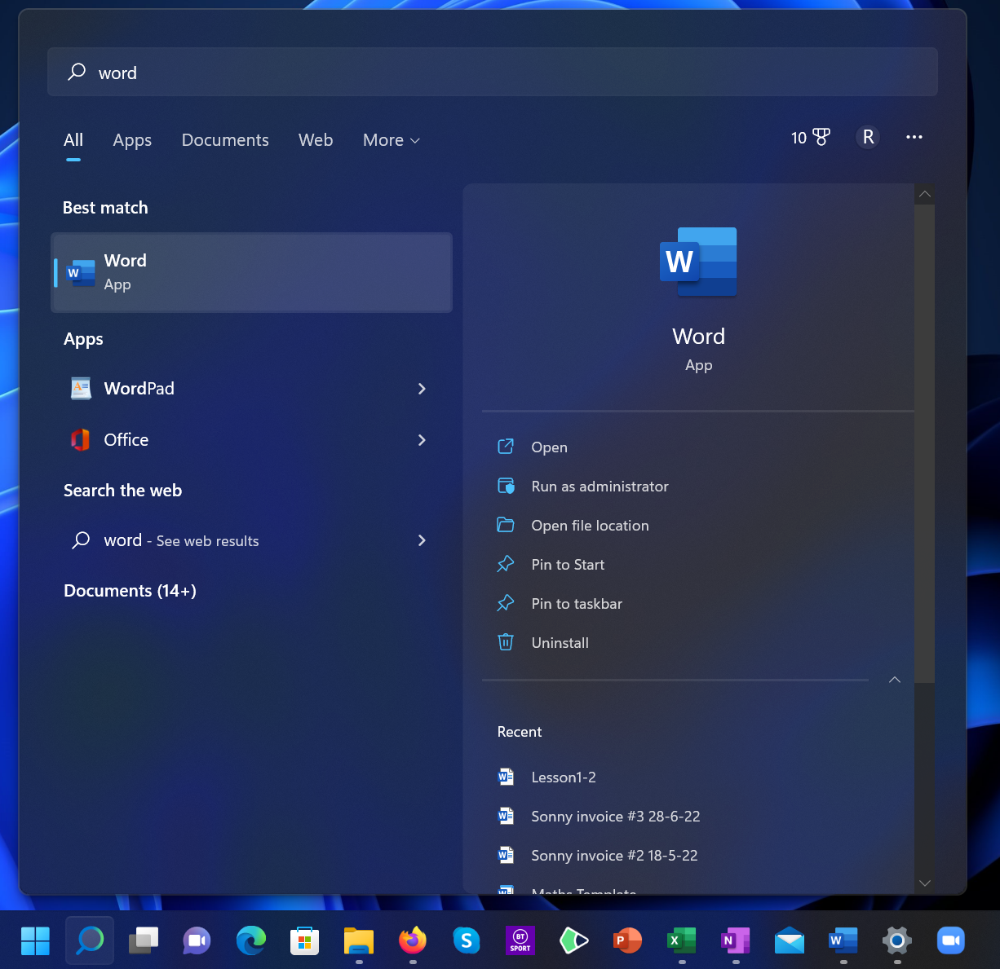 word
All Apps Documents Web More
10 R
Best match
Word
App
Apps
WordPad
Office
Search the web
word - See web results
Documents (14+)
W
W
Word
App
Open
Run as administrator
Open file location
Pin to Start
Pin to taskbar
Uninstall
Recent
Lesson1-2
Sonny invoice #3 28-6-22
Sonny invoice #2 18-5-22
Maths Template
S
BT
SPORT
P
X
N
W